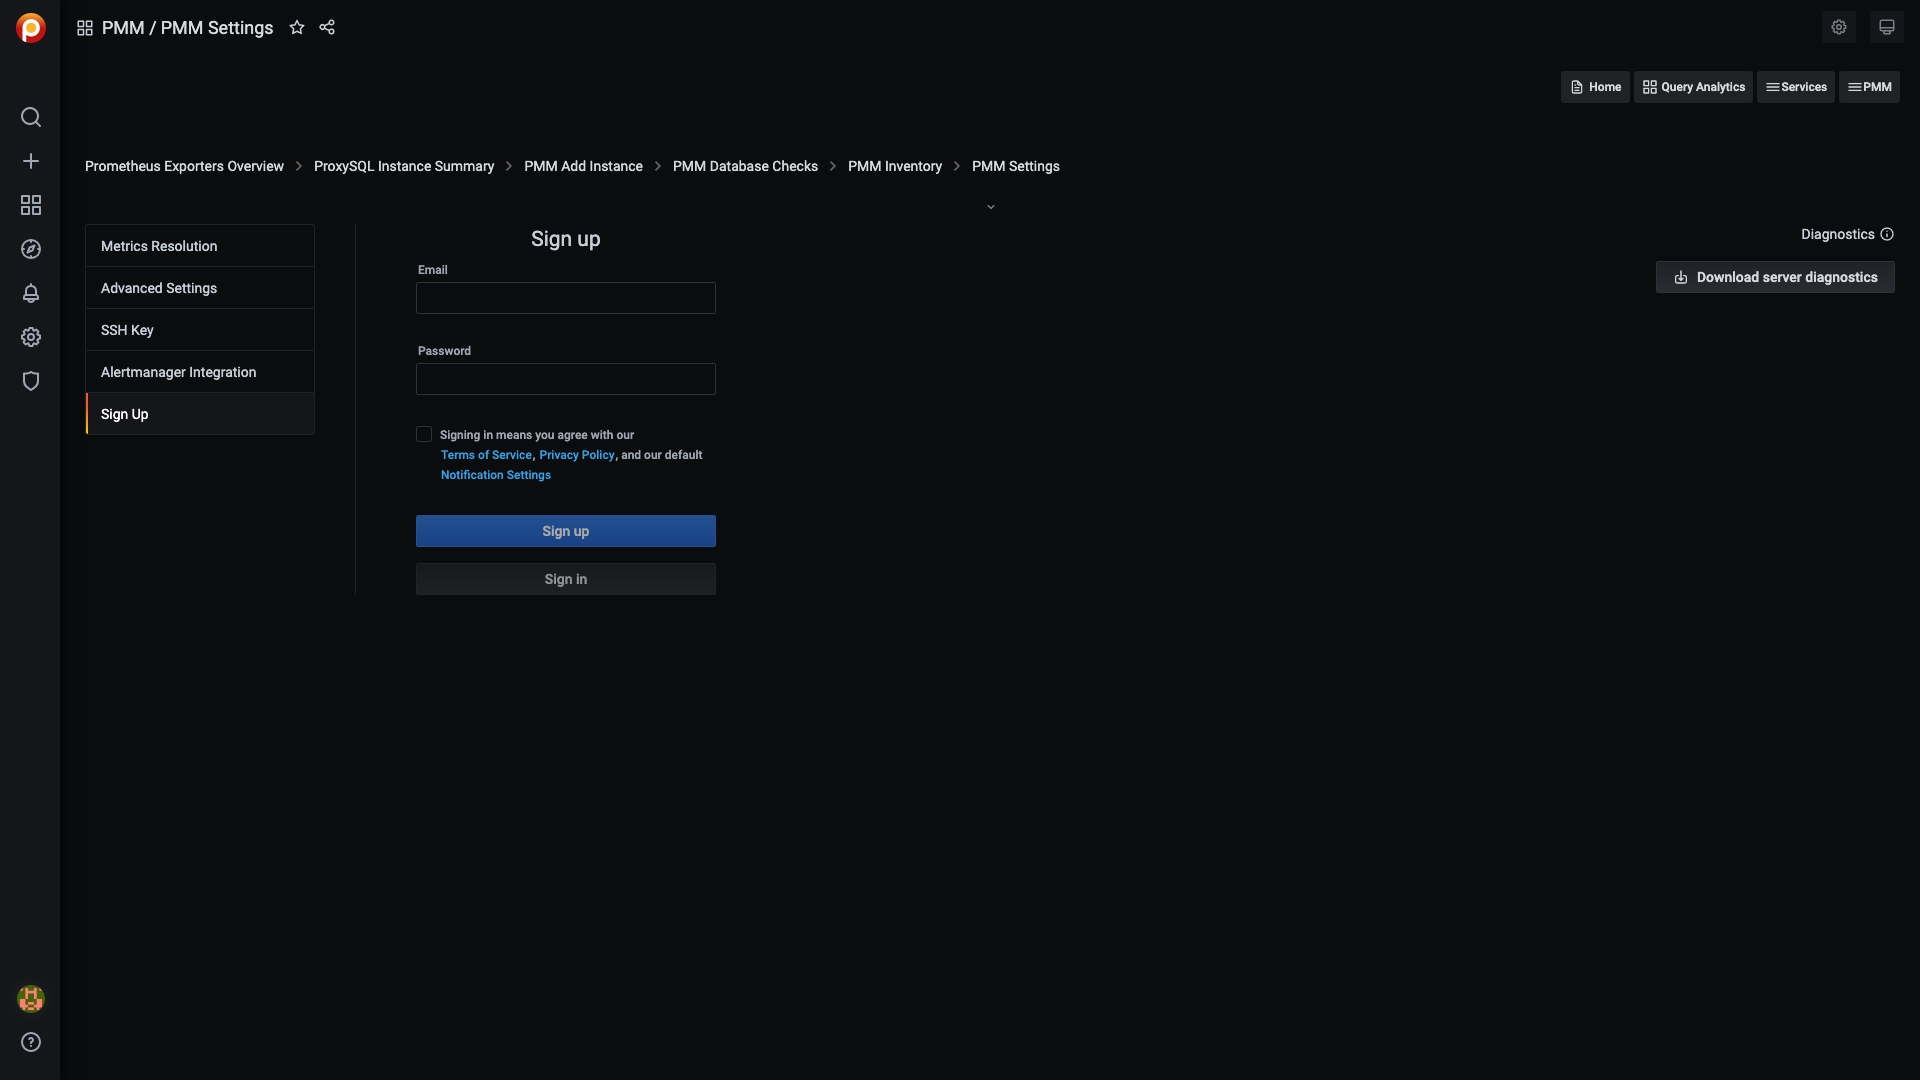 PMM / PMM Settings
Home
Query Analytics
Services
PMM
Prometheus Exporters Overview > ProxySQL Instance Summary > PMM Add Instance > PMM Database Checks > PMM Inventory > PMM Settings
Metrics Resolution
Advanced Settings
SSH Key
Alertmanager Integration
Sign Up
Sign up
Email
Password
Signing in means you agree with our
Terms of Service, Privacy Policy, and our default
Notification Settings
Sign up
Sign in
Diagnostics
Download server diagnostics